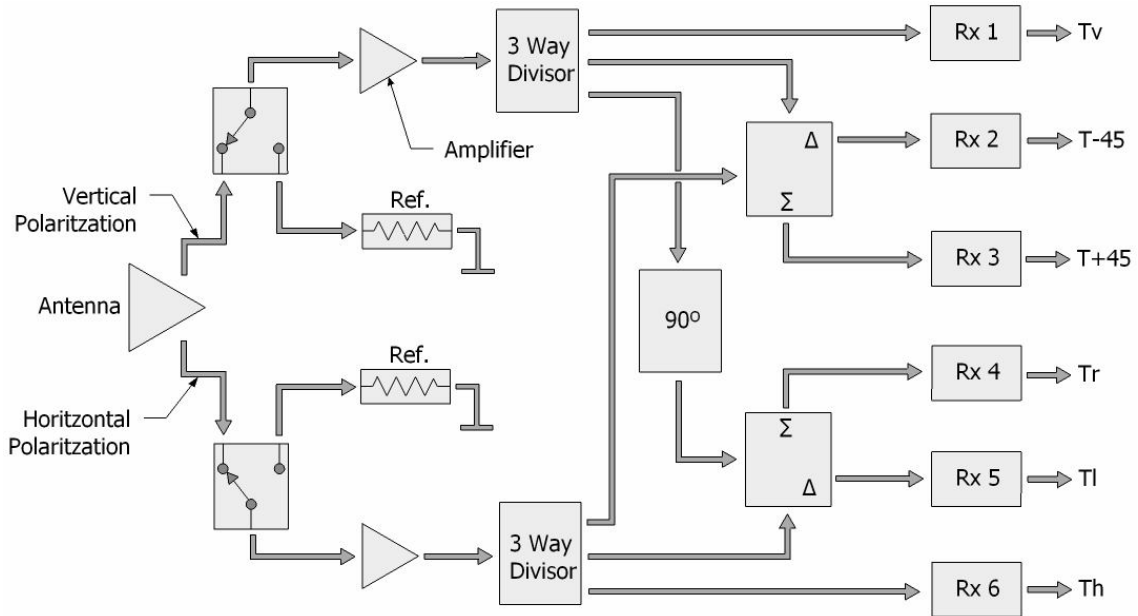 3 Way
Divisor
Rx 1
Tv
Amplifier
Δ
Rx 2
T-45
Vertical
Polaritzation
Ref.
Σ
Rx 3
T+45
Antenna
90º
Ref.
Rx 4
Tr
Horitzontal
Polaritzation
Σ
Δ
Rx 5
Tl
3 Way
Divisor
Rx 6
Th